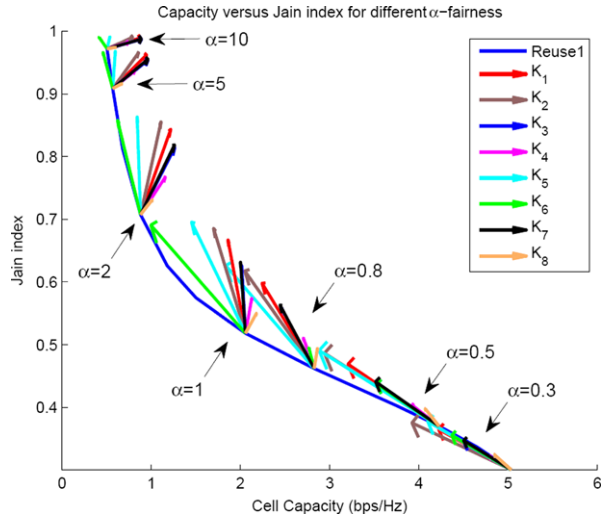 Capacity versus Jain index for different α−fairness
Jain index
1
0.9
0.8
0.7
0.6
0.5
0.4
0
1
2
3
4
5
6
Cell Capacity (bps/Hz)
α=10
α=5
α=2
α=1
α=0.8
α=0.5
α=0.3
Reuse1
K1
K2
K3
K4
K5
K6
K7
K8